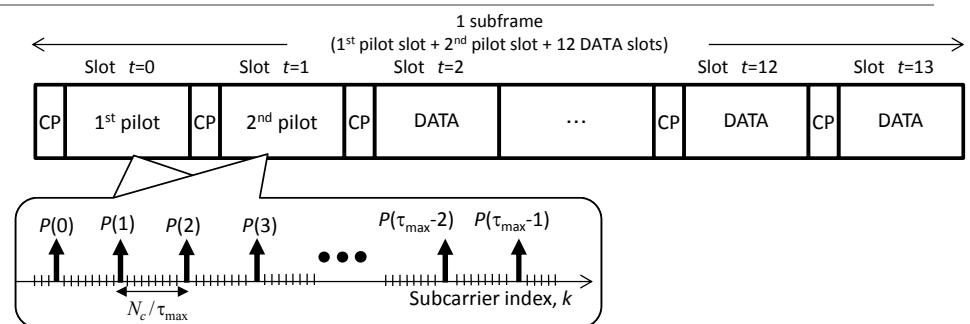 1 subframe
(1st pilot slot + 2nd pilot slot + 12 DATA slots)
Slot t=0 Slot t=1 Slot t=2 Slot t=12 Slot t=13
CP 1st pilot CP 2nd pilot CP DATA ... CP DATA CP DATA
P(0) P(1) P(2) P(3) P(τmax-2) P(τmax-1)
Subcarrier index, k
Nc/τmax